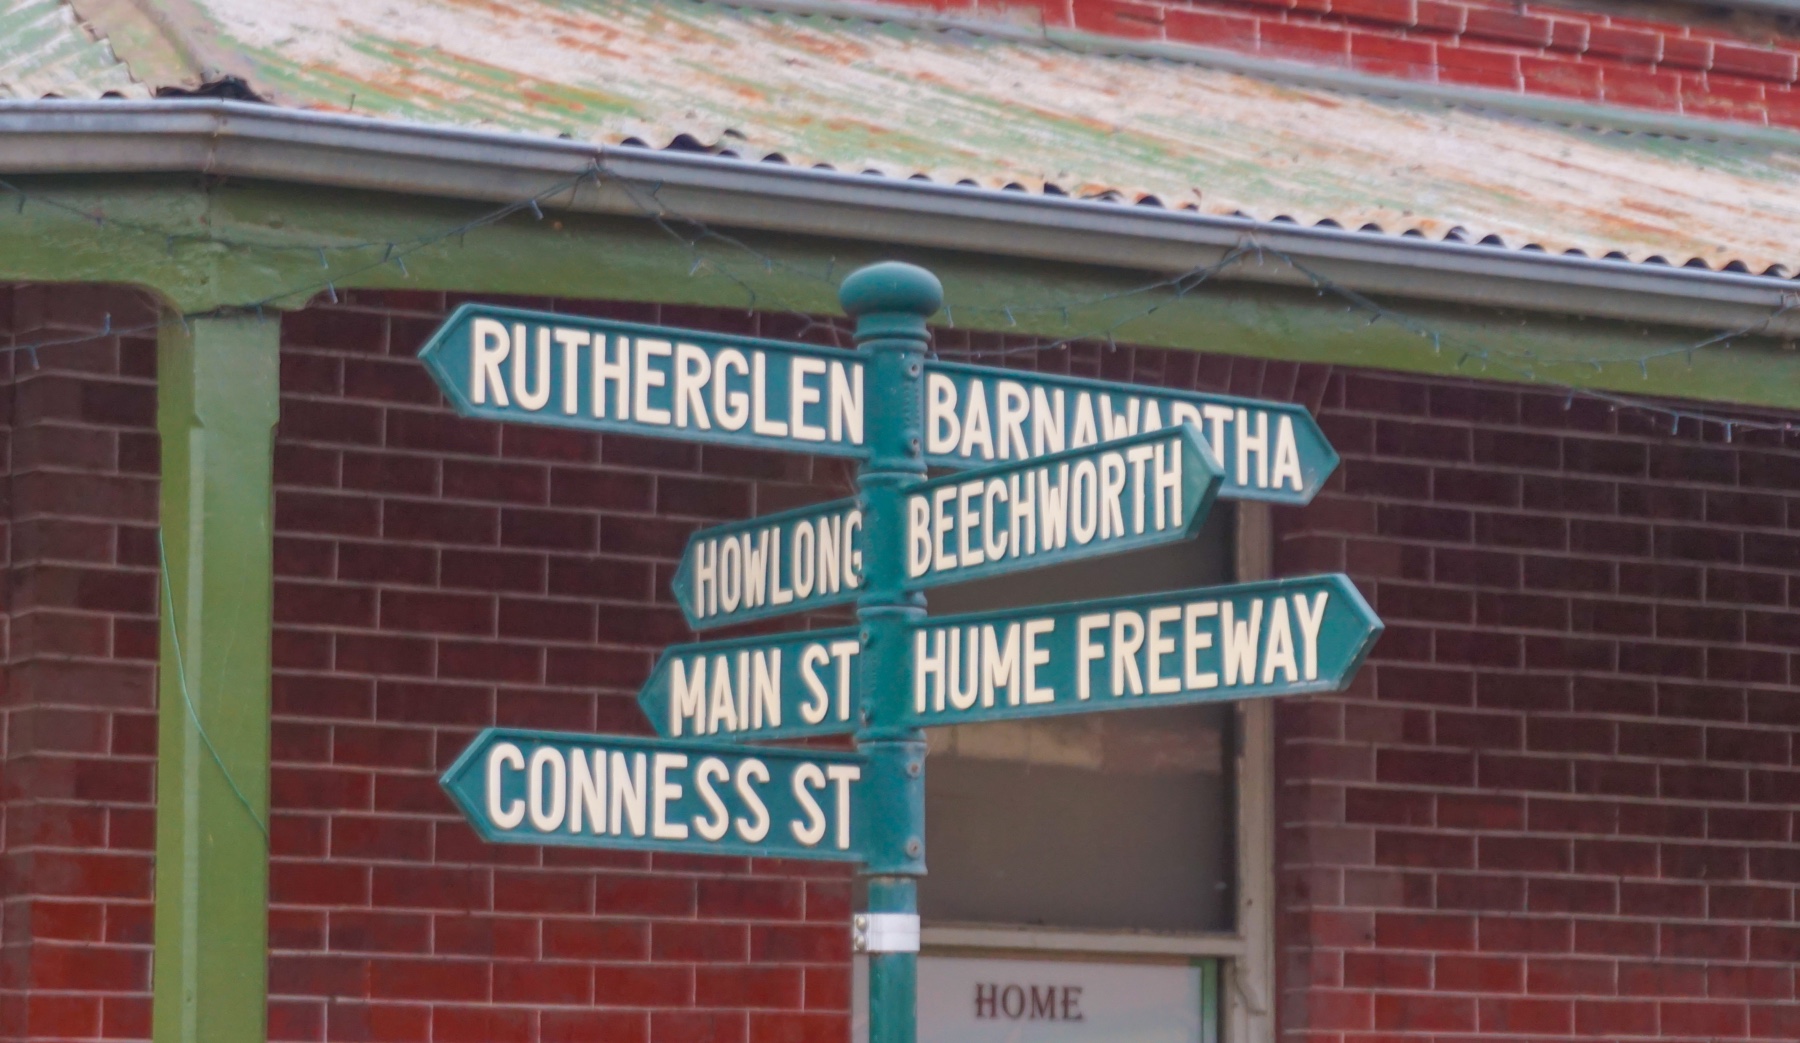 RUTHERGLEN
BARNAWARTHA
HOWLONG
BEECHWORTH
MAIN ST
HUME FREEWAY
CONNESS ST
HOME